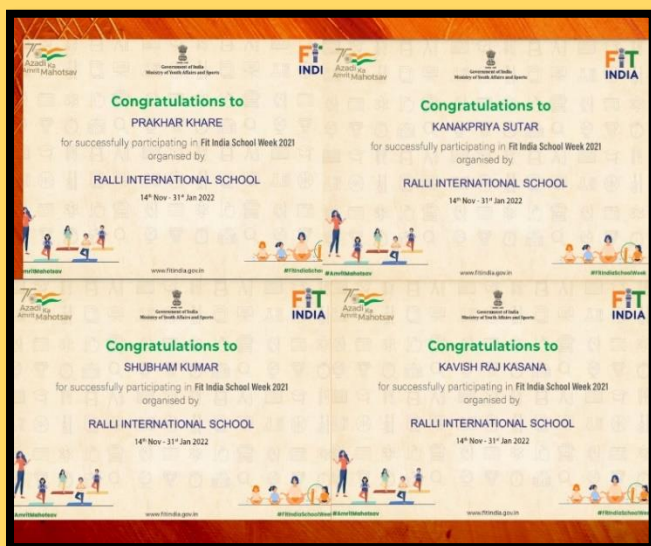 75
Azadi Ka
Amrit Mahotsav
Government of India
Ministry of Youth Affairs and Sports
FiT
INDI
Congratulations to
PRAKHAR KHARE
for successfully participating in Fit India School Week 2021
organised by
RALLI INTERNATIONAL SCHOOL
14th Nov - 31st Jan 2022
AmritMahotsav
www.fitindia.gov.in
#FitIndiaSchoo
75
Azadi Ka
Amrit Mahotsav
Government of India
Ministry of Youth Affairs and Sports
FiT
INDIA
Congratulations to
KANAKPRIYA SUTAR
for successfully participating in Fit India School Week 2021
organised by
RALLI INTERNATIONAL SCHOOL
14th Nov - 31st Jan 2022
#AmritMahotsav
www.fitindia.gov.in
#FitIndiaSchoolWeek
75
Azadi Ka
Amrit Mahotsav
Government of India
Ministry of Youth Affairs and Sports
FiT
INDIA
Congratulations to
SHUBHAM KUMAR
for successfully participating in Fit India School Week 2021
organised by
RALLI INTERNATIONAL SCHOOL
14th Nov - 31st Jan 2022
AmritMahotsav
www.fitindia.gov.in
#FitIndiaSchoolWee
75
Azadi Ka
Amrit Mahotsav
Government of India
Ministry of Youth Affairs and Sports
FiT
INDIA
Congratulations to
KAVISH RAJ KASANA
for successfully participating in Fit India School Week 2021
organised by
RALLI INTERNATIONAL SCHOOL
14th Nov - 31st Jan 2022
#AmritMahotsav
www.fitindia.gov.in
#FitIndiaSchoolWeek